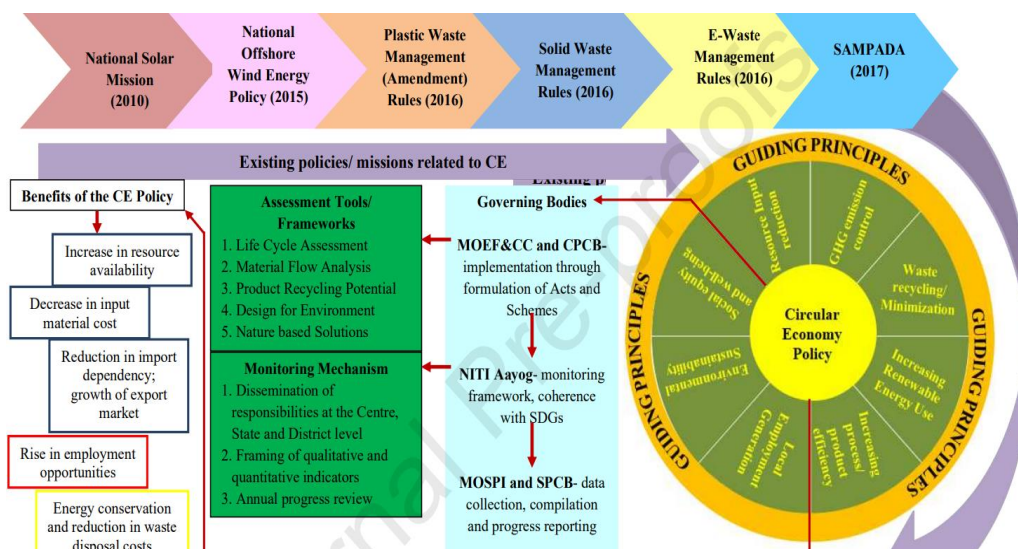 National Solar
Mission
(2010)
National
Offshore
Wind Energy
Policy (2015)
Plastic Waste
Management
(Amendment)
Rules (2016)
Solid Waste
Management
Rules (2016)
E-Waste
Management
Rules (2016)
SAMPADA
(2017)
Existing policies/ missions related to CE
Benefits of the CE Policy
Increase in resource
availability
Decrease in input
material cost
Reduction in import
dependency;
growth of export
market
Rise in employment
opportunities
Energy conservation
and reduction in waste
disposal costs
Assessment Tools/
Frameworks
1. Life Cycle Assessment
2. Material Flow Analysis
3. Product Recycling Potential
4. Design for Environment
5. Nature based Solutions
Monitoring Mechanism
1. Dissemination of
responsibilities at the Centre,
State and District level
2. Framing of qualitative and
quantitative indicators
3. Annual progress review
Existing p
Governing Bodies
MOEF&CC and CPCB-
implementation through
formulation of Acts and
Schemes
NITI Aayog- monitoring
framework, coherence
with SDGs
MOSPI and SPCB- data
collection, compilation
and progress reporting
GUIDING PRINCIPLES
GUIDING PRINCIPLES
GUIDING PRINCIPLES
Resource Input
reduction
GHG emission
control
Waste
recycling/
Minimization
Increasing
Renewable
Energy Use
Increasing
process/
product
efficiency
Local
Employment
Generation
Environmental
Sustainability
Social equity
and well-being
Circular
Economy
Policy
rnal Pre-proofs